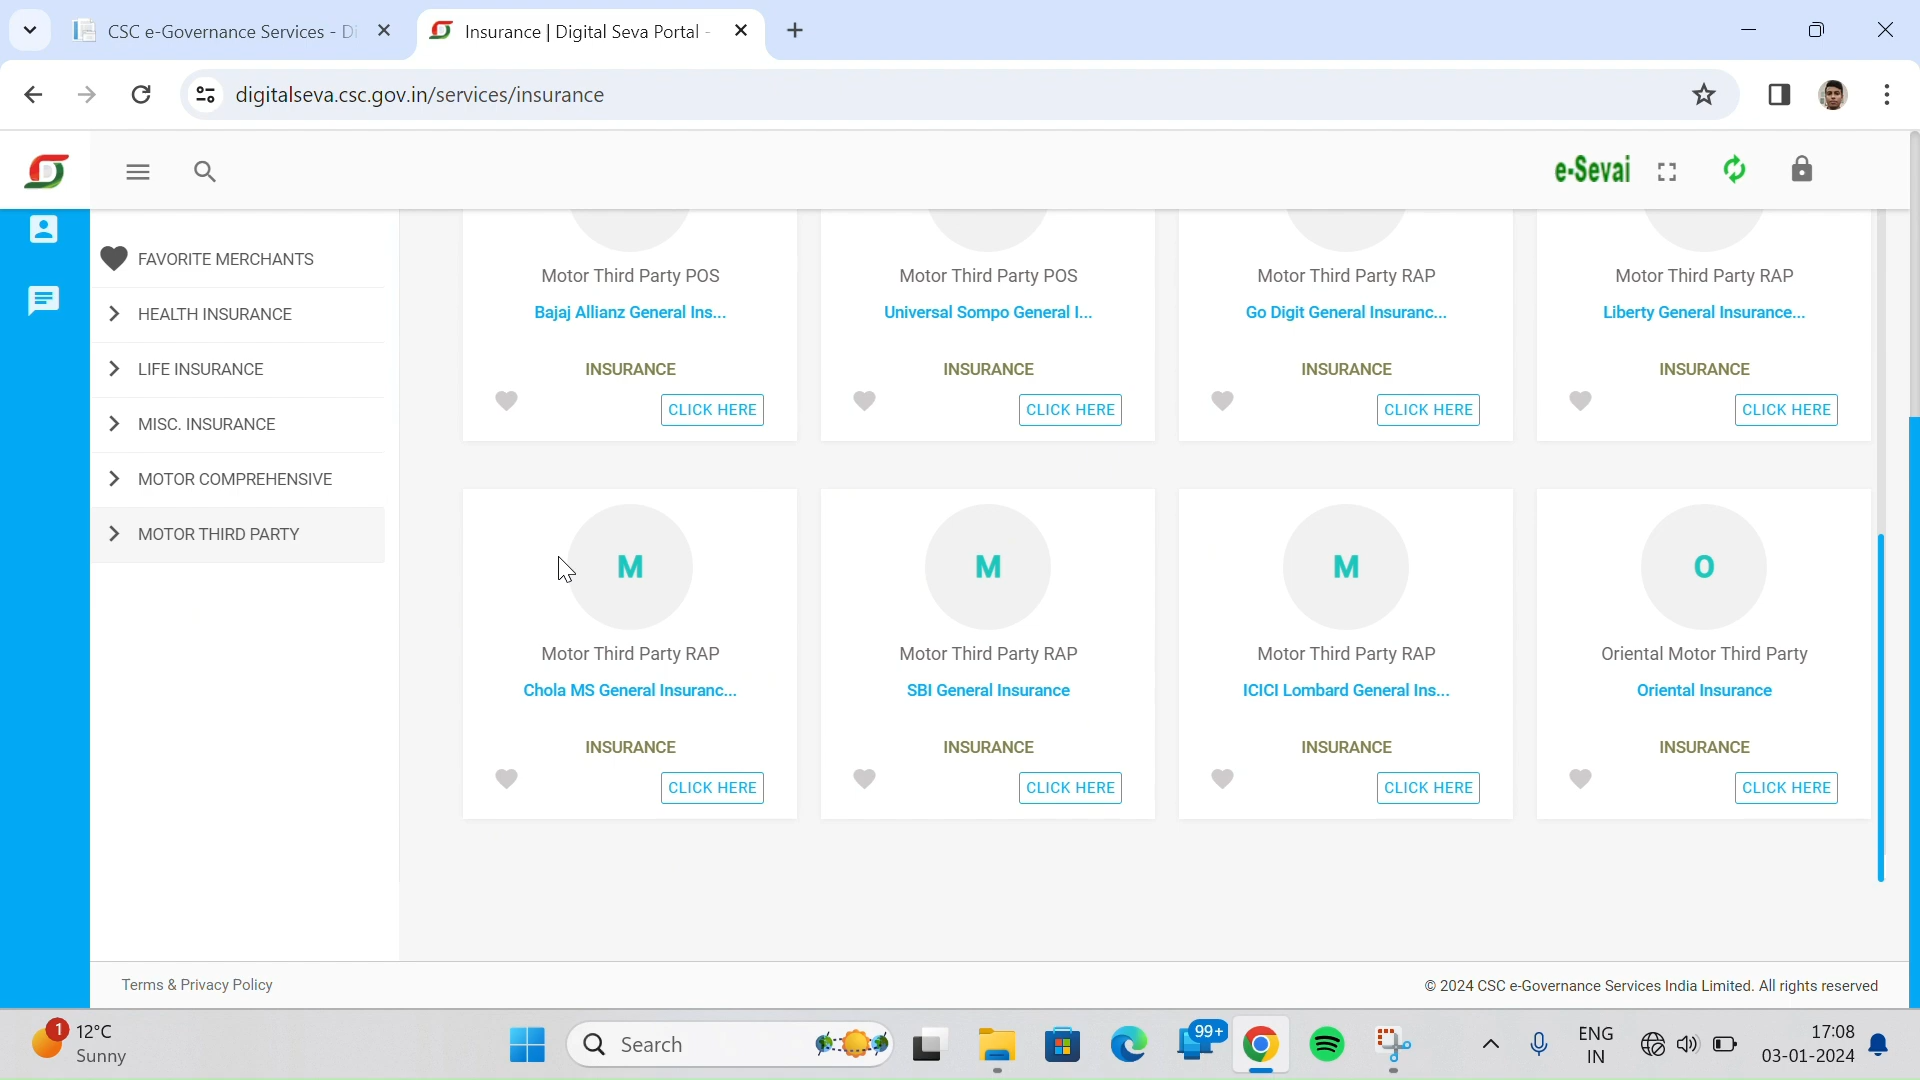 CSC e-Governance Services - Di
Insurance | Digital Seva Portal -
digitalseva.csc.gov.in/services/insurance
e-Sevai
FAVORITE MERCHANTS
HEALTH INSURANCE
LIFE INSURANCE
MISC. INSURANCE
MOTOR COMPREHENSIVE
MOTOR THIRD PARTY
Motor Third Party POS
Motor Third Party POS
Motor Third Party RAP
Motor Third Party RAP
Bajaj Allianz General Ins...
Universal Sompo General I...
Go Digit General Insuranc...
Liberty General Insurance...
INSURANCE
INSURANCE
INSURANCE
INSURANCE
CLICK HERE
CLICK HERE
CLICK HERE
CLICK HERE
M
M
M
O
Motor Third Party RAP
Motor Third Party RAP
Motor Third Party RAP
Oriental Motor Third Party
Chola MS General Insuranc...
SBI General Insurance
ICICI Lombard General Ins...
Oriental Insurance
INSURANCE
INSURANCE
INSURANCE
INSURANCE
CLICK HERE
CLICK HERE
CLICK HERE
CLICK HERE
Terms & Privacy Policy
© 2024 CSC e-Governance Services India Limited. All rights reserved
1
12°C
Sunny
Search
99+
ENG
IN
17:08
03-01-2024